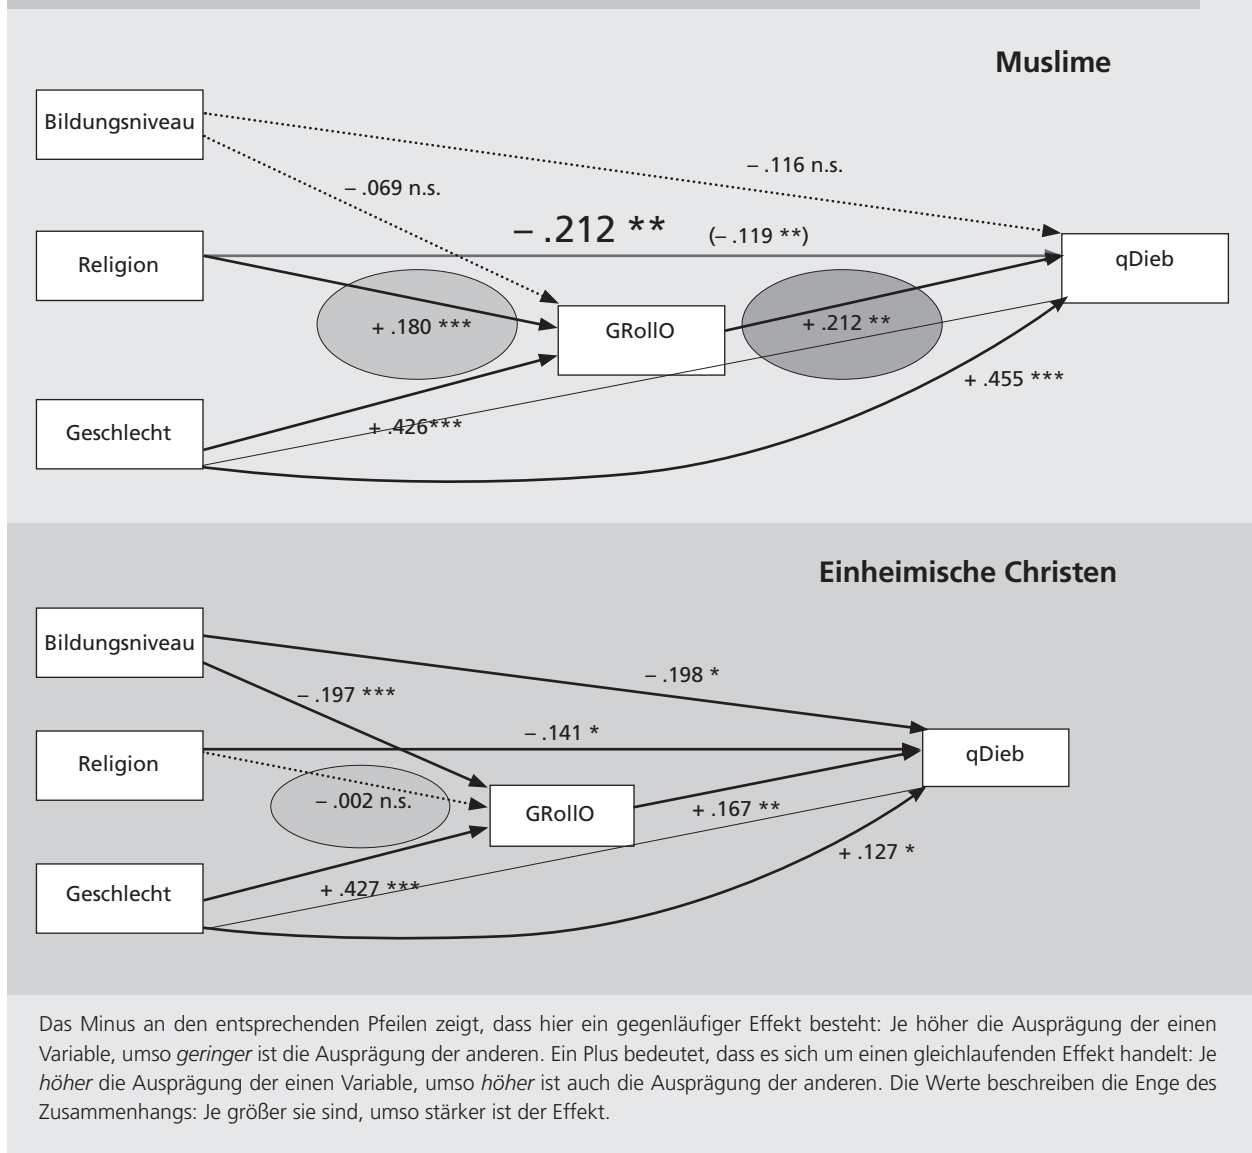 Muslime
Bildungsniveau
– .116 n.s.
– .069 n.s.
– .212 **
(– .119 **)
Religion
qDieb
+ .180 ***
GRollO
+ .212 **
+ .455 ***
Geschlecht
+ .426***
Einheimische Christen
Bildungsniveau
– .198 *
– .197 ***
– .141 *
Religion
qDieb
– .002 n.s.
GRollO
+ .167 **
+ .127 *
Geschlecht
+ .427 ***
Das Minus an den entsprechenden Pfeilen zeigt, dass hier ein gegenläufiger Effekt besteht: Je höher die Ausprägung der einen
Variable, umso geringer ist die Ausprägung der anderen. Ein Plus bedeutet, dass es sich um einen gleichlaufenden Effekt handelt: Je
höher die Ausprägung der einen Variable, umso höher ist auch die Ausprägung der anderen. Die Werte beschreiben die Enge des
Zusammenhangs: Je größer sie sind, umso stärker ist der Effekt.